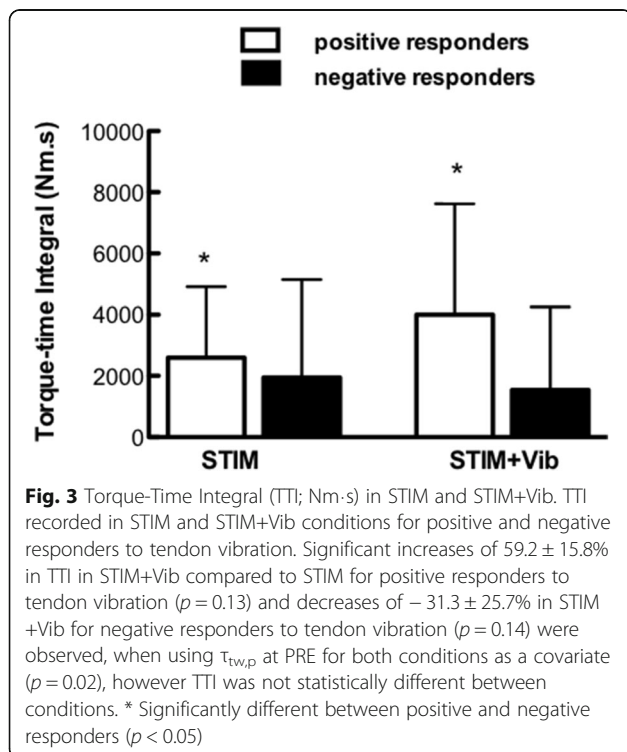 positive responders
negative responders
Torque-time Integral (Nm.s)
10000
8000
6000
4000
2000
0
*
*
STIM
STIM+Vib
Fig. 3 Torque-Time Integral (TTI; Nm·s) in STIM and STIM+Vib. TTI
recorded in STIM and STIM+Vib conditions for positive and negative
responders to tendon vibration. Significant increases of 59.2 ± 15.8%
in TTI in STIM+Vib compared to STIM for positive responders to
tendon vibration (p = 0.13) and decreases of − 31.3 ± 25.7% in STIM
+Vib for negative responders to tendon vibration (p = 0.14) were
observed, when using τtw,p at PRE for both conditions as a covariate
(p = 0.02), however TTI was not statistically different between
conditions. * Significantly different between positive and negative
responders (p < 0.05)